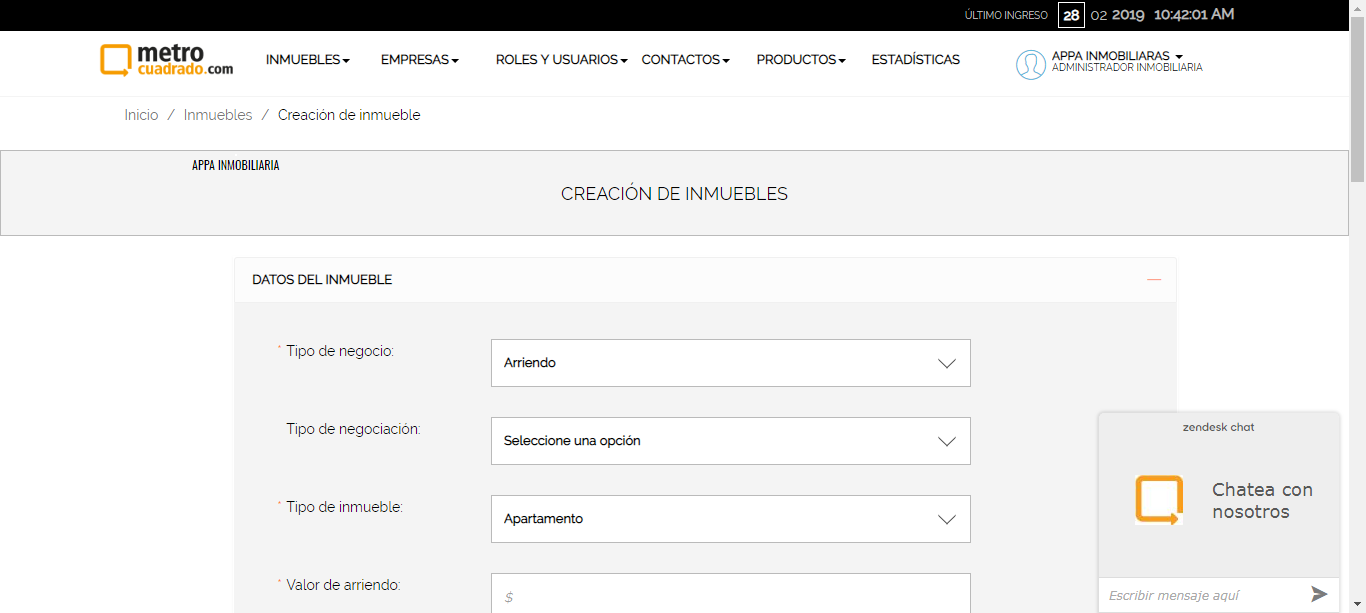 ÚLTIMO INGRESO 28 02 2019 10:42:01 AM
metro
cuadrado.com
INMUEBLES EMPRESAS ROLES Y USUARIOS CONTACTOS PRODUCTOS ESTADÍSTICAS
APPA INMOBILIARAS
ADMINISTRADOR INMOBILIARIA
Inicio / Inmuebles / Creación de inmueble
APPA INMOBILIARIA
CREACIÓN DE INMUEBLES
DATOS DEL INMUEBLE
* Tipo de negocio: Arriendo
Tipo de negociación: Seleccione una opción
* Tipo de inmueble: Apartamento
* Valor de arriendo: $
zendesk chat
Chatea con
nosotros
Escribir mensaje aquí